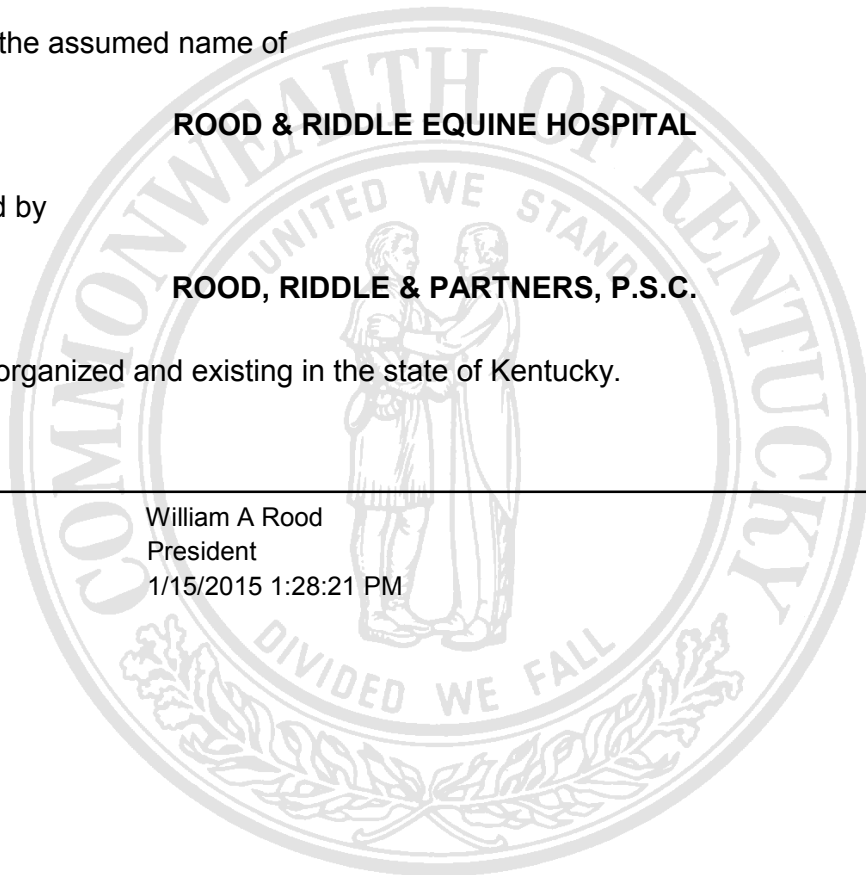 the assumed name of
ROOD & RIDDLE EQUINE HOSPITAL
d by
ROOD, RIDDLE & PARTNERS, P.S.C.
organized and existing in the state of Kentucky.
William A Rood
President
1/15/2015 1:28:21 PM
COMMONWEALTH OF KENTUCKY
UNITED WE STAND
DIVIDED WE FALL